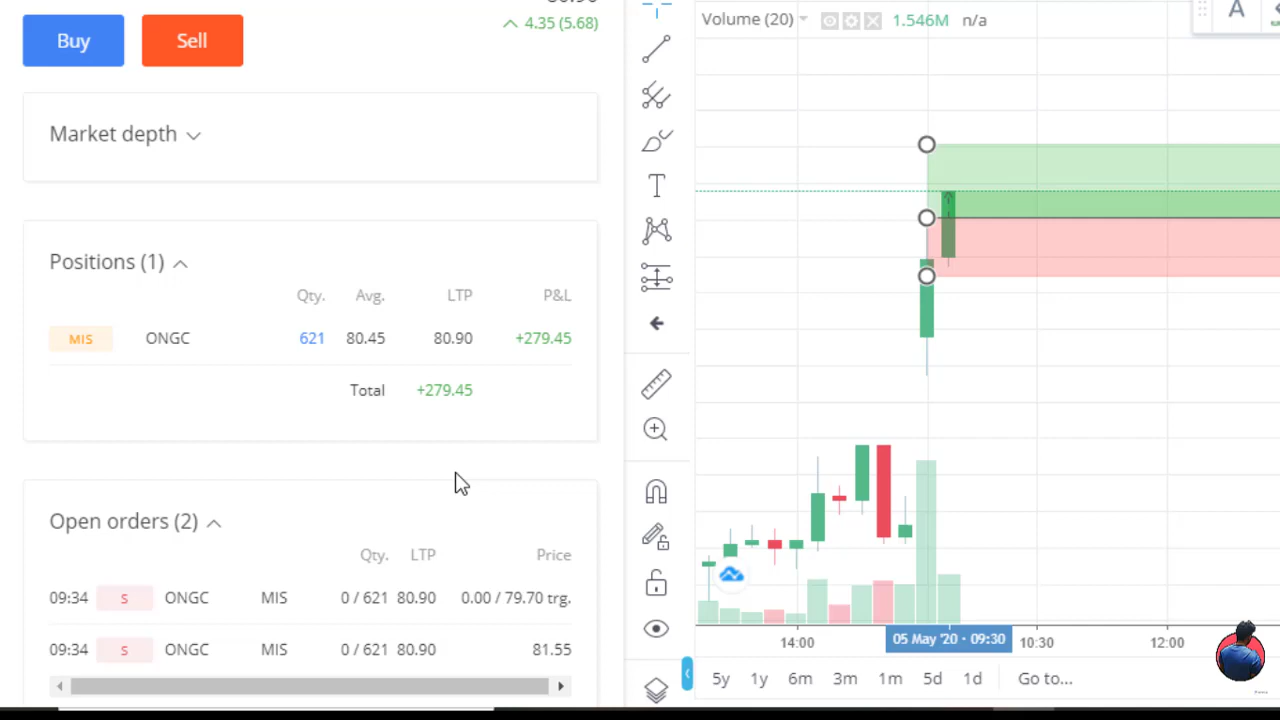 4.35 (5.68)
Buy
Sell
Market depth
Positions (1)
Qty. Avg. LTP P&L
MIS ONGC 621 80.45 80.90 +279.45
Total +279.45
Open orders (2)
Qty. LTP Price
09:34 S ONGC MIS 0 / 621 80.90 0.00 / 79.70 trg.
09:34 S ONGC MIS 0 / 621 80.90 81.55
Volume (20) 1.546M n/a
A
T
14:00 05 May '20 - 09:30 10:30 12:00
5y 1y 6m 3m 1m 5d 1d Go to...